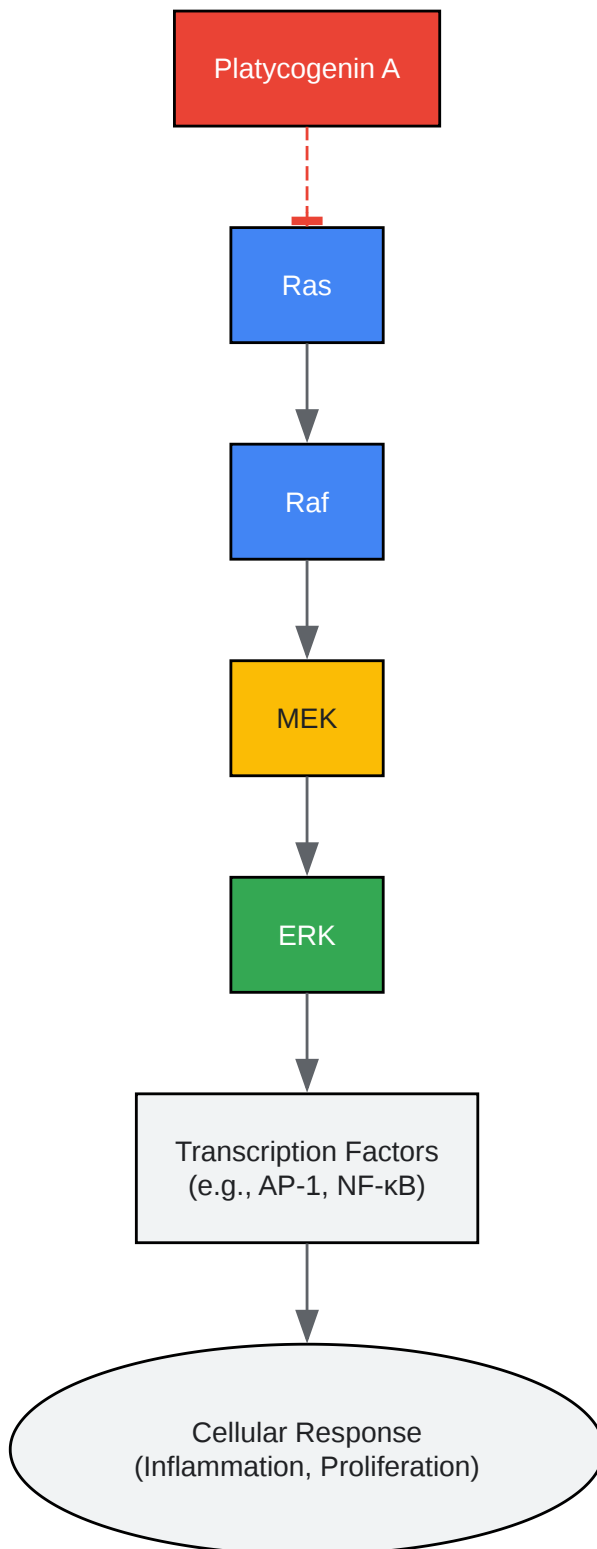 Platycogenin A
Ras
Raf
MEK
ERK
Transcription Factors
(e.g., AP-1, NF-κB)
Cellular Response
(Inflammation, Proliferation)